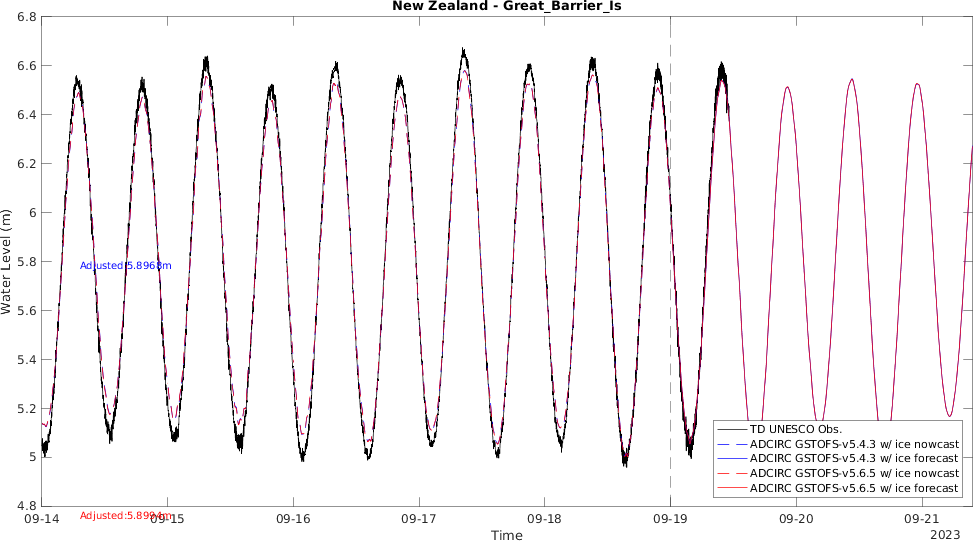 New Zealand - Great_Barrier_Is
6.8
6.6
6.4
6.2
6
5.8
5.6
5.4
5.2
5
4.8
Water Level (m)
Adjusted:5.8968m
Adjusted:5.8994m
TD UNESCO Obs.
ADCIRC GSTOFS-v5.4.3 w/ ice nowcast
ADCIRC GSTOFS-v5.4.3 w/ ice forecast
ADCIRC GSTOFS-v5.6.5 w/ ice nowcast
ADCIRC GSTOFS-v5.6.5 w/ ice forecast
09-14 09-15 09-16 09-17 09-18 09-19 09-20 09-21
Time
2023